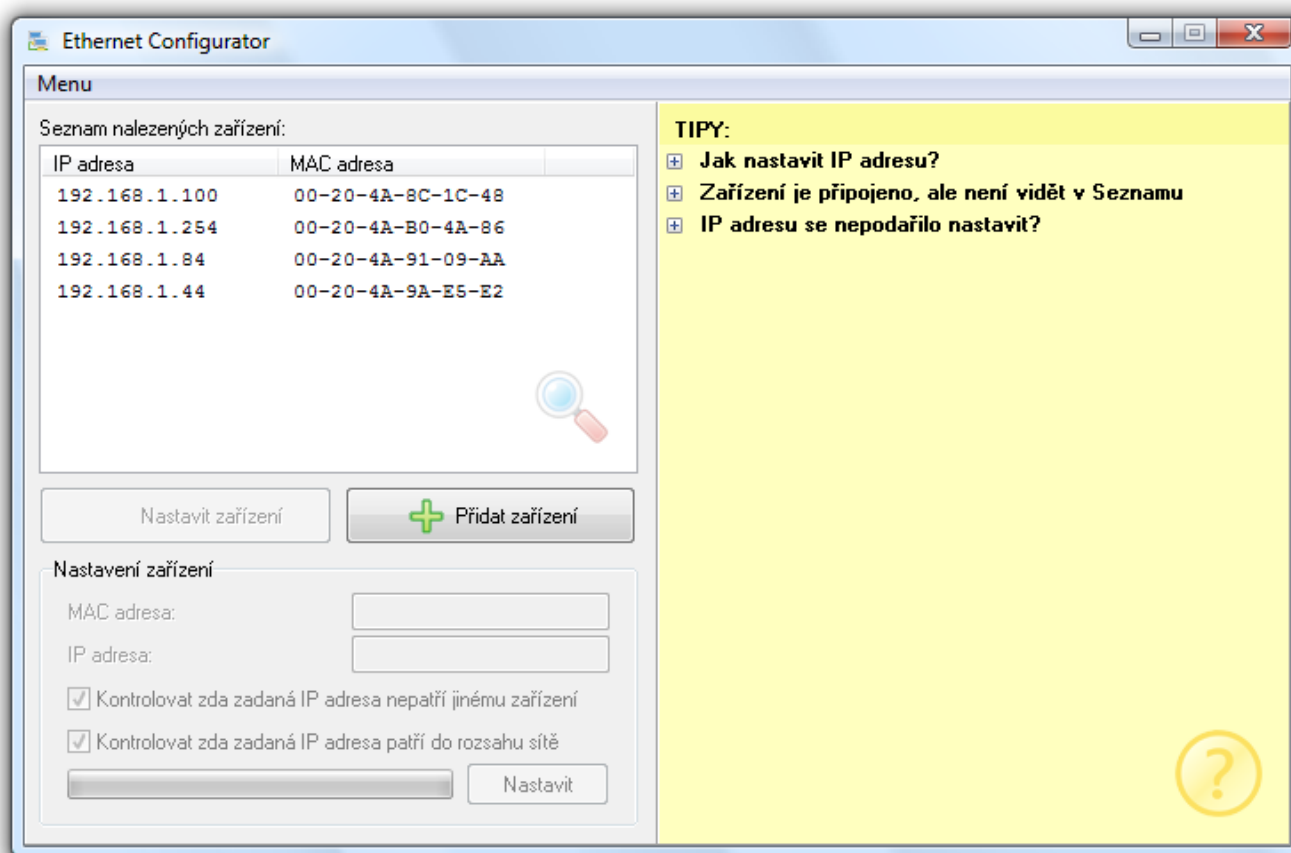 Ethernet Configurator
Menu
Seznam nalezených zařízení:
IP adresa MAC adresa
192.168.1.100 00-20-4A-8C-1C-48
192.168.1.254 00-20-4A-B0-4A-86
192.168.1.84 00-20-4A-91-09-AA
192.168.1.44 00-20-4A-9A-E5-E2
Nastavit zařízení Přidat zařízení
Nastavení zařízení
MAC adresa:
IP adresa:
Kontrolovat zda zadaná IP adresa nepatří jinému zařízení
Kontrolovat zda zadaná IP adresa patří do rozsahu sítě
Nastavit
TIPY:
Jak nastavit IP adresu?
Zařízení je připojeno, ale není vidět v Seznamu
IP adresu se nepodařilo nastavit?